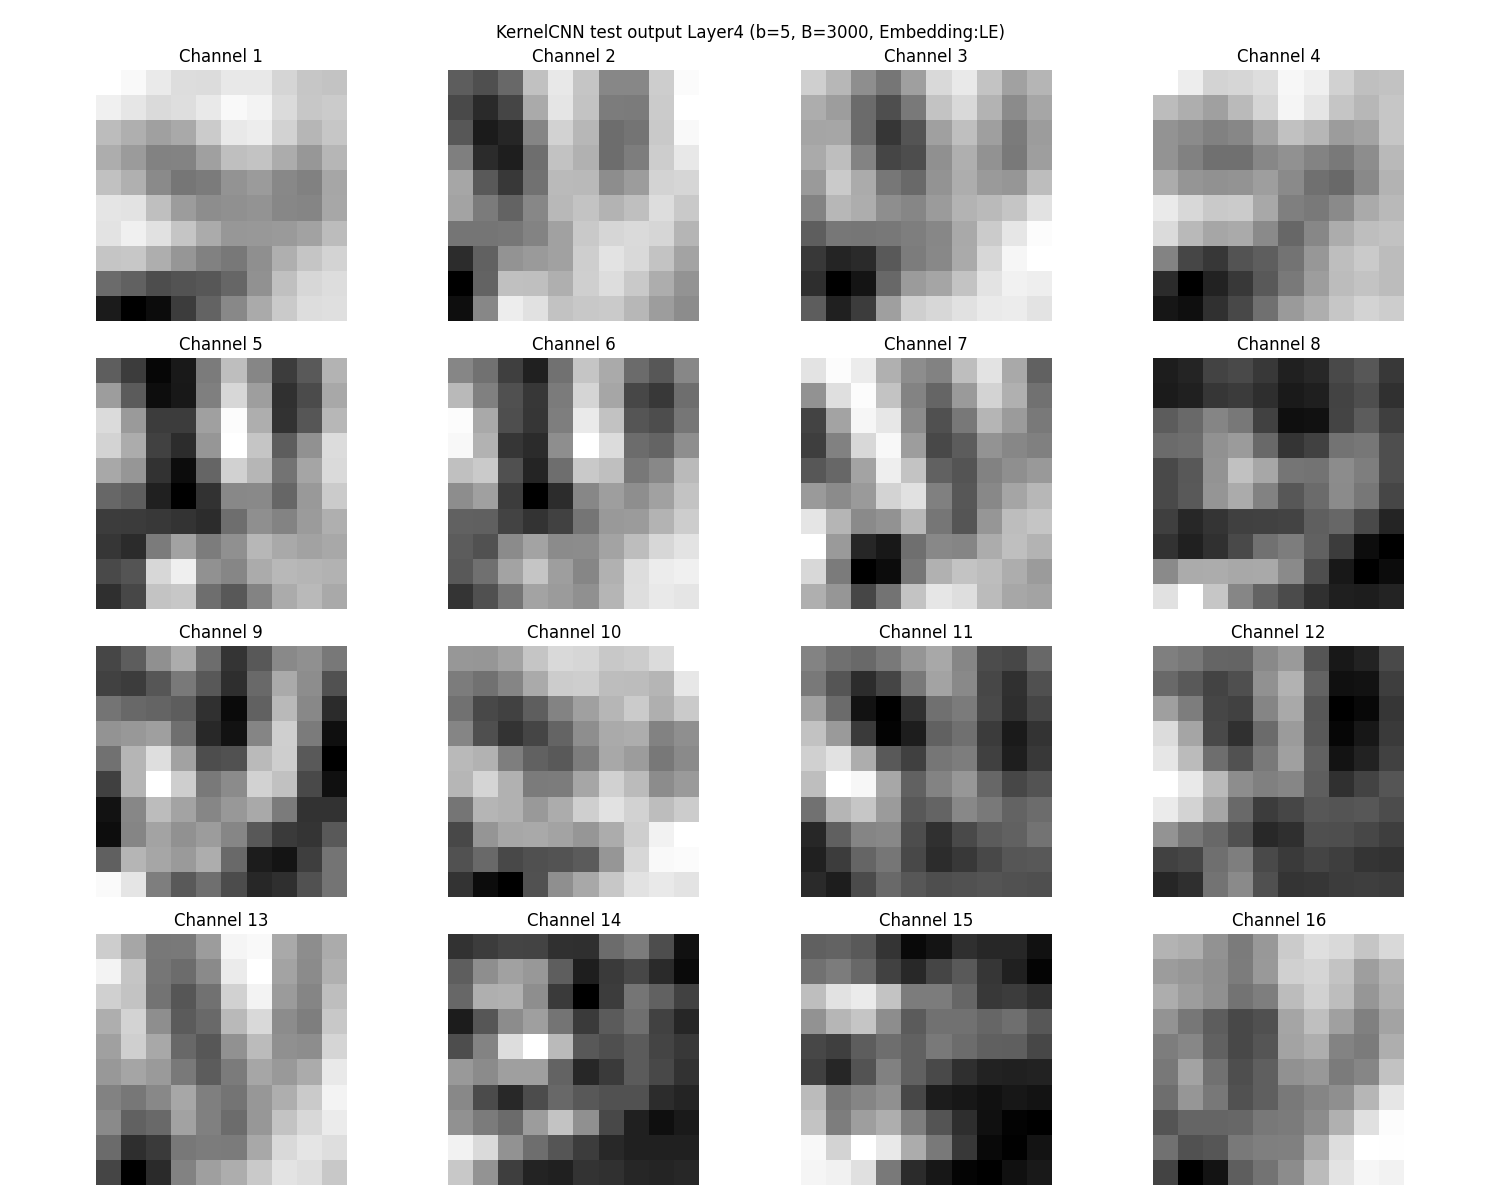 KernelCNN test output Layer4 (b=5, B=3000, Embedding:LE)
Channel 1
Channel 2
Channel 3
Channel 4
Channel 5
Channel 6
Channel 7
Channel 8
Channel 9
Channel 10
Channel 11
Channel 12
Channel 13
Channel 14
Channel 15
Channel 16